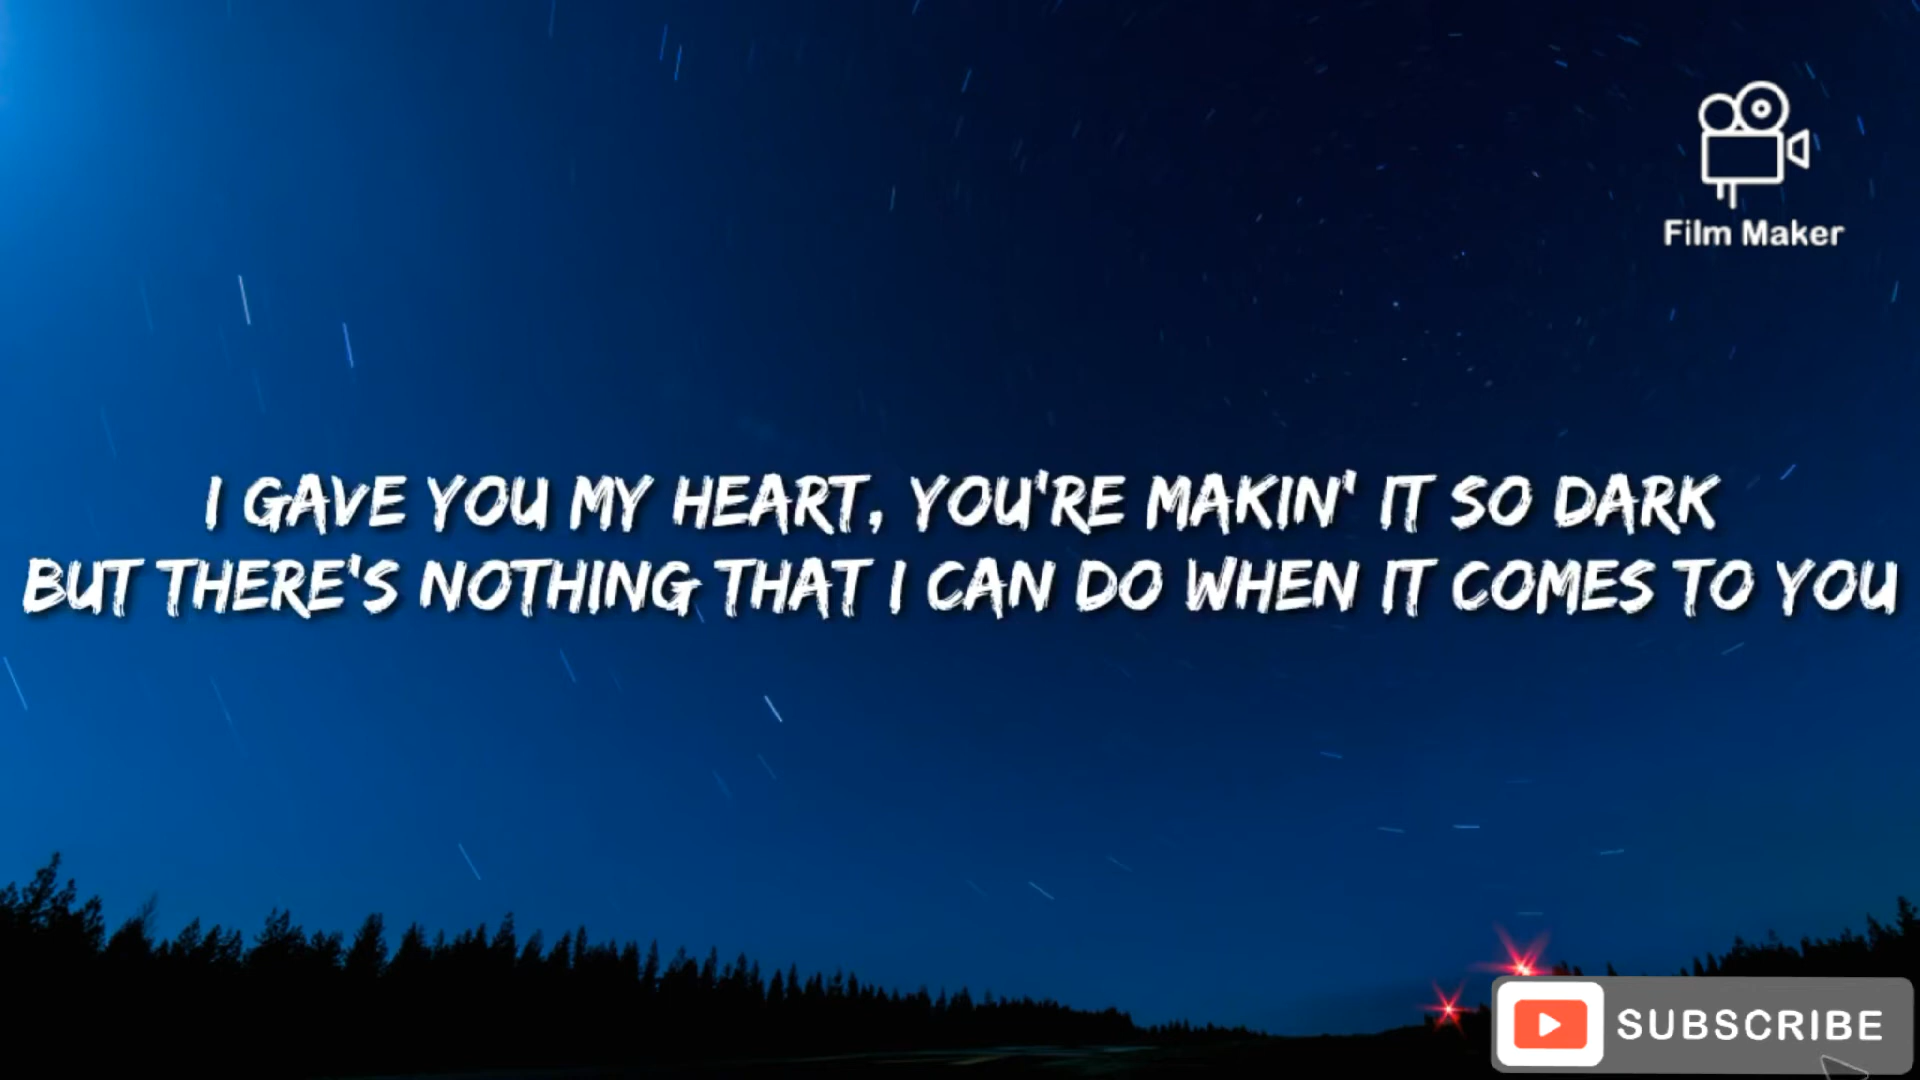 Film Maker
I GAVE YOU MY HEART, YOU'RE MAKIN' IT SO DARK
BUT THERE'S NOTHING THAT I CAN DO WHEN IT COMES TO YOU
SUBSCRIBE